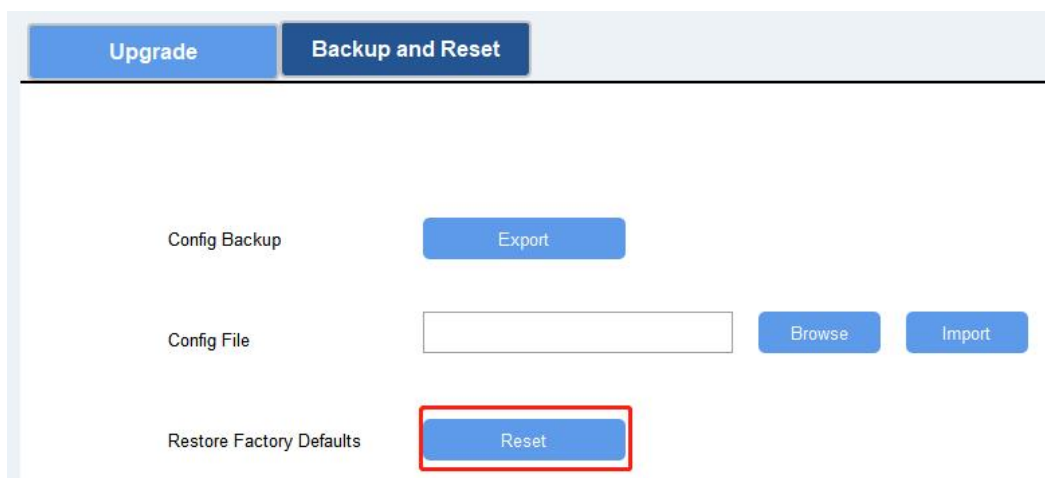 Upgrade Backup and Reset
Config Backup Export
Config File Browse Import
Restore Factory Defaults Reset